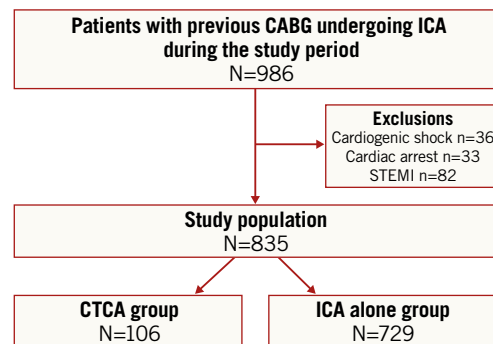 Patients with previous CABG undergoing ICA
during the study period
N=986
Exclusions
Cardiogenic shock n=36
Cardiac arrest n=33
STEMI n=82
Study population
N=835
CTCA group
N=106
ICA alone group
N=729